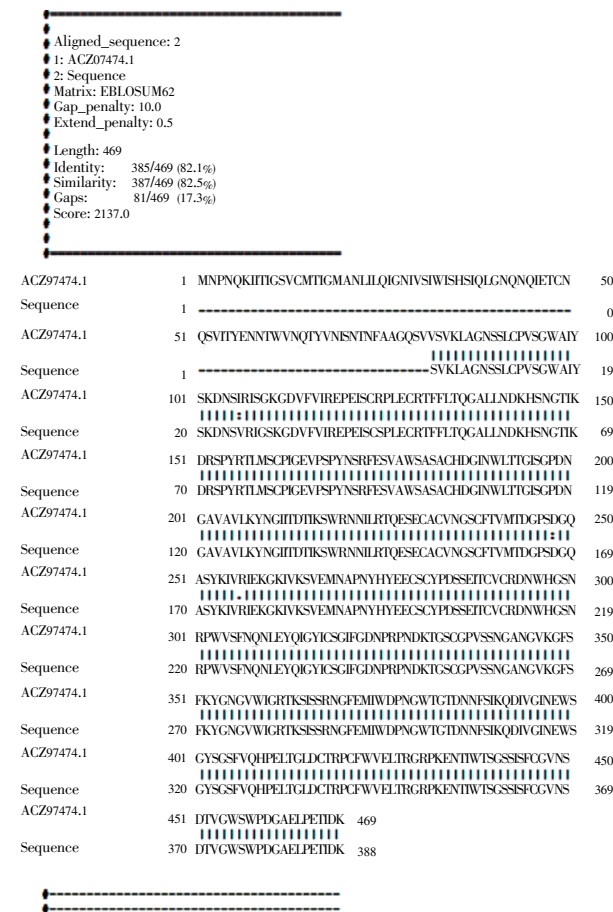 Aligned_sequence: 2
1: ACZ07474.1
2: Sequence
Matrix: EBLOSUM62
Gap_penalty: 10.0
Extend_penalty: 0.5
Length: 469
Identity: 385/469 (82.1%)
Similarity: 387/469 (82.5%)
Gaps: 81/469 (17.3%)
Score: 2137.0
ACZ97474.1 1 MNPNQKIITIGSVCMTIGMANLILQIGNIVSIWISHSIQLGNQNQIETCN 50
Sequence 1 -------------------------------------------------- 0
ACZ97474.1 51 QSVITYENNTWVNQTYVNISNTNFAAGQSVVSVKLAGNSSLCPVSGWAIY 100
Sequence 1 -------------------------------SVKLAGNSSLCPVSGWAIY 19
ACZ97474.1 101 SKDNSIRISGKGDVFVIREPEISCRPLECRTFFLTQGALLNDKHSNGTIK 150
Sequence 20 SKDNSVRIGSKGDVFVIREPEISCSPLECRTFFLTQGALLNDKHSNGTIK 69
ACZ97474.1 151 DRSPYRTLMSCPIGEVPSPYNSRFESVAWSASACHDGINWLTTGISGPDN 200
Sequence 70 DRSPYRTLMSCPIGEVPSPYNSRFESVAWSASACHDGINWLTTGISGPDN 119
ACZ97474.1 201 GAVAVLKYNGIITDTIKSWRNNILRTQESECACVNGSCFTVMTDGPSDGQ 250
Sequence 120 GAVAVLKYNGIITDTIKSWRNNILRTQESECACVNGSCFTVMTDGPSDGQ 169
ACZ97474.1 251 ASYKIVRIEKGKIVKSVEMNAPNYHYEECSCYPDSSEITCVCRDNWHGSN 300
Sequence 170 ASYKIVRIEKGKIVKSVEMNAPNYHYEECSCYPDSSEITCVCRDNWHGSN 219
ACZ97474.1 301 RPWVSFNQNLEYQIGYICSGIFGDNPRPNDKTGSCGPVSSNGANGVKGFS 350
Sequence 220 RPWVSFNQNLEYQIGYICSGIFGDNPRPNDKTGSCGPVSSNGANGVKGFS 269
ACZ97474.1 351 FKYGNGVWIGRTKSISSRNGFEMIWDPNGWTGTDNNFSIKQDIVGINEWS 400
Sequence 270 FKYGNGVWIGRTKSISSRNGFEMIWDPNGWTGTDNNFSIKQDIVGINEWS 319
ACZ97474.1 401 GYSGSFVQHPELTGLDCTRPCFWVELTRGRPKENTIWTSGSSISFCGVNS 450
Sequence 320 GYSGSFVQHPELTGLDCTRPCFWVELTRGRPKENTIWTSGSSISFCGVNS 369
ACZ97474.1 451 DTVGWSWPDGAELPETIDK 469
Sequence 370 DTVGWSWPDGAELPETIDK 388